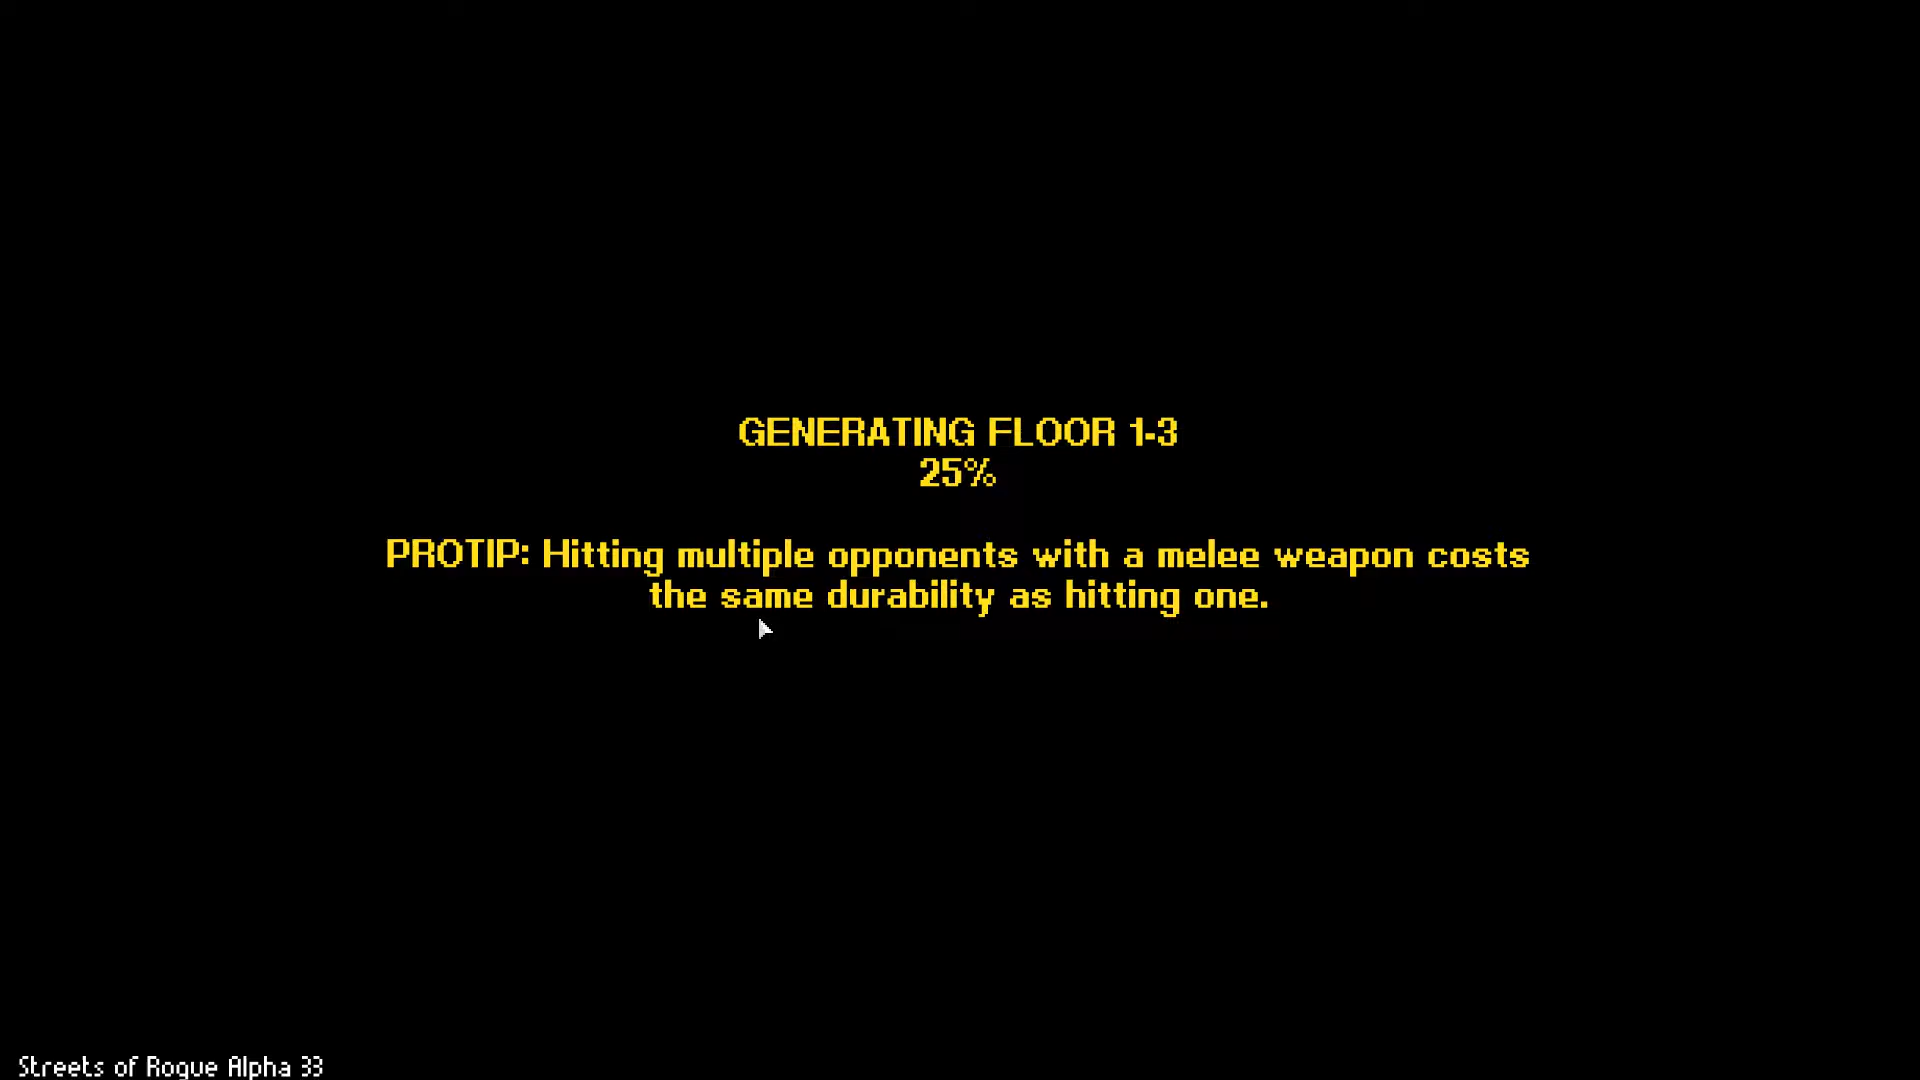 GENERATING FLOOR 1-3
25%
PROTIP: Hitting multiple opponents with a melee weapon costs
the same durability as hitting one.
Streets of Rogue Alpha 33